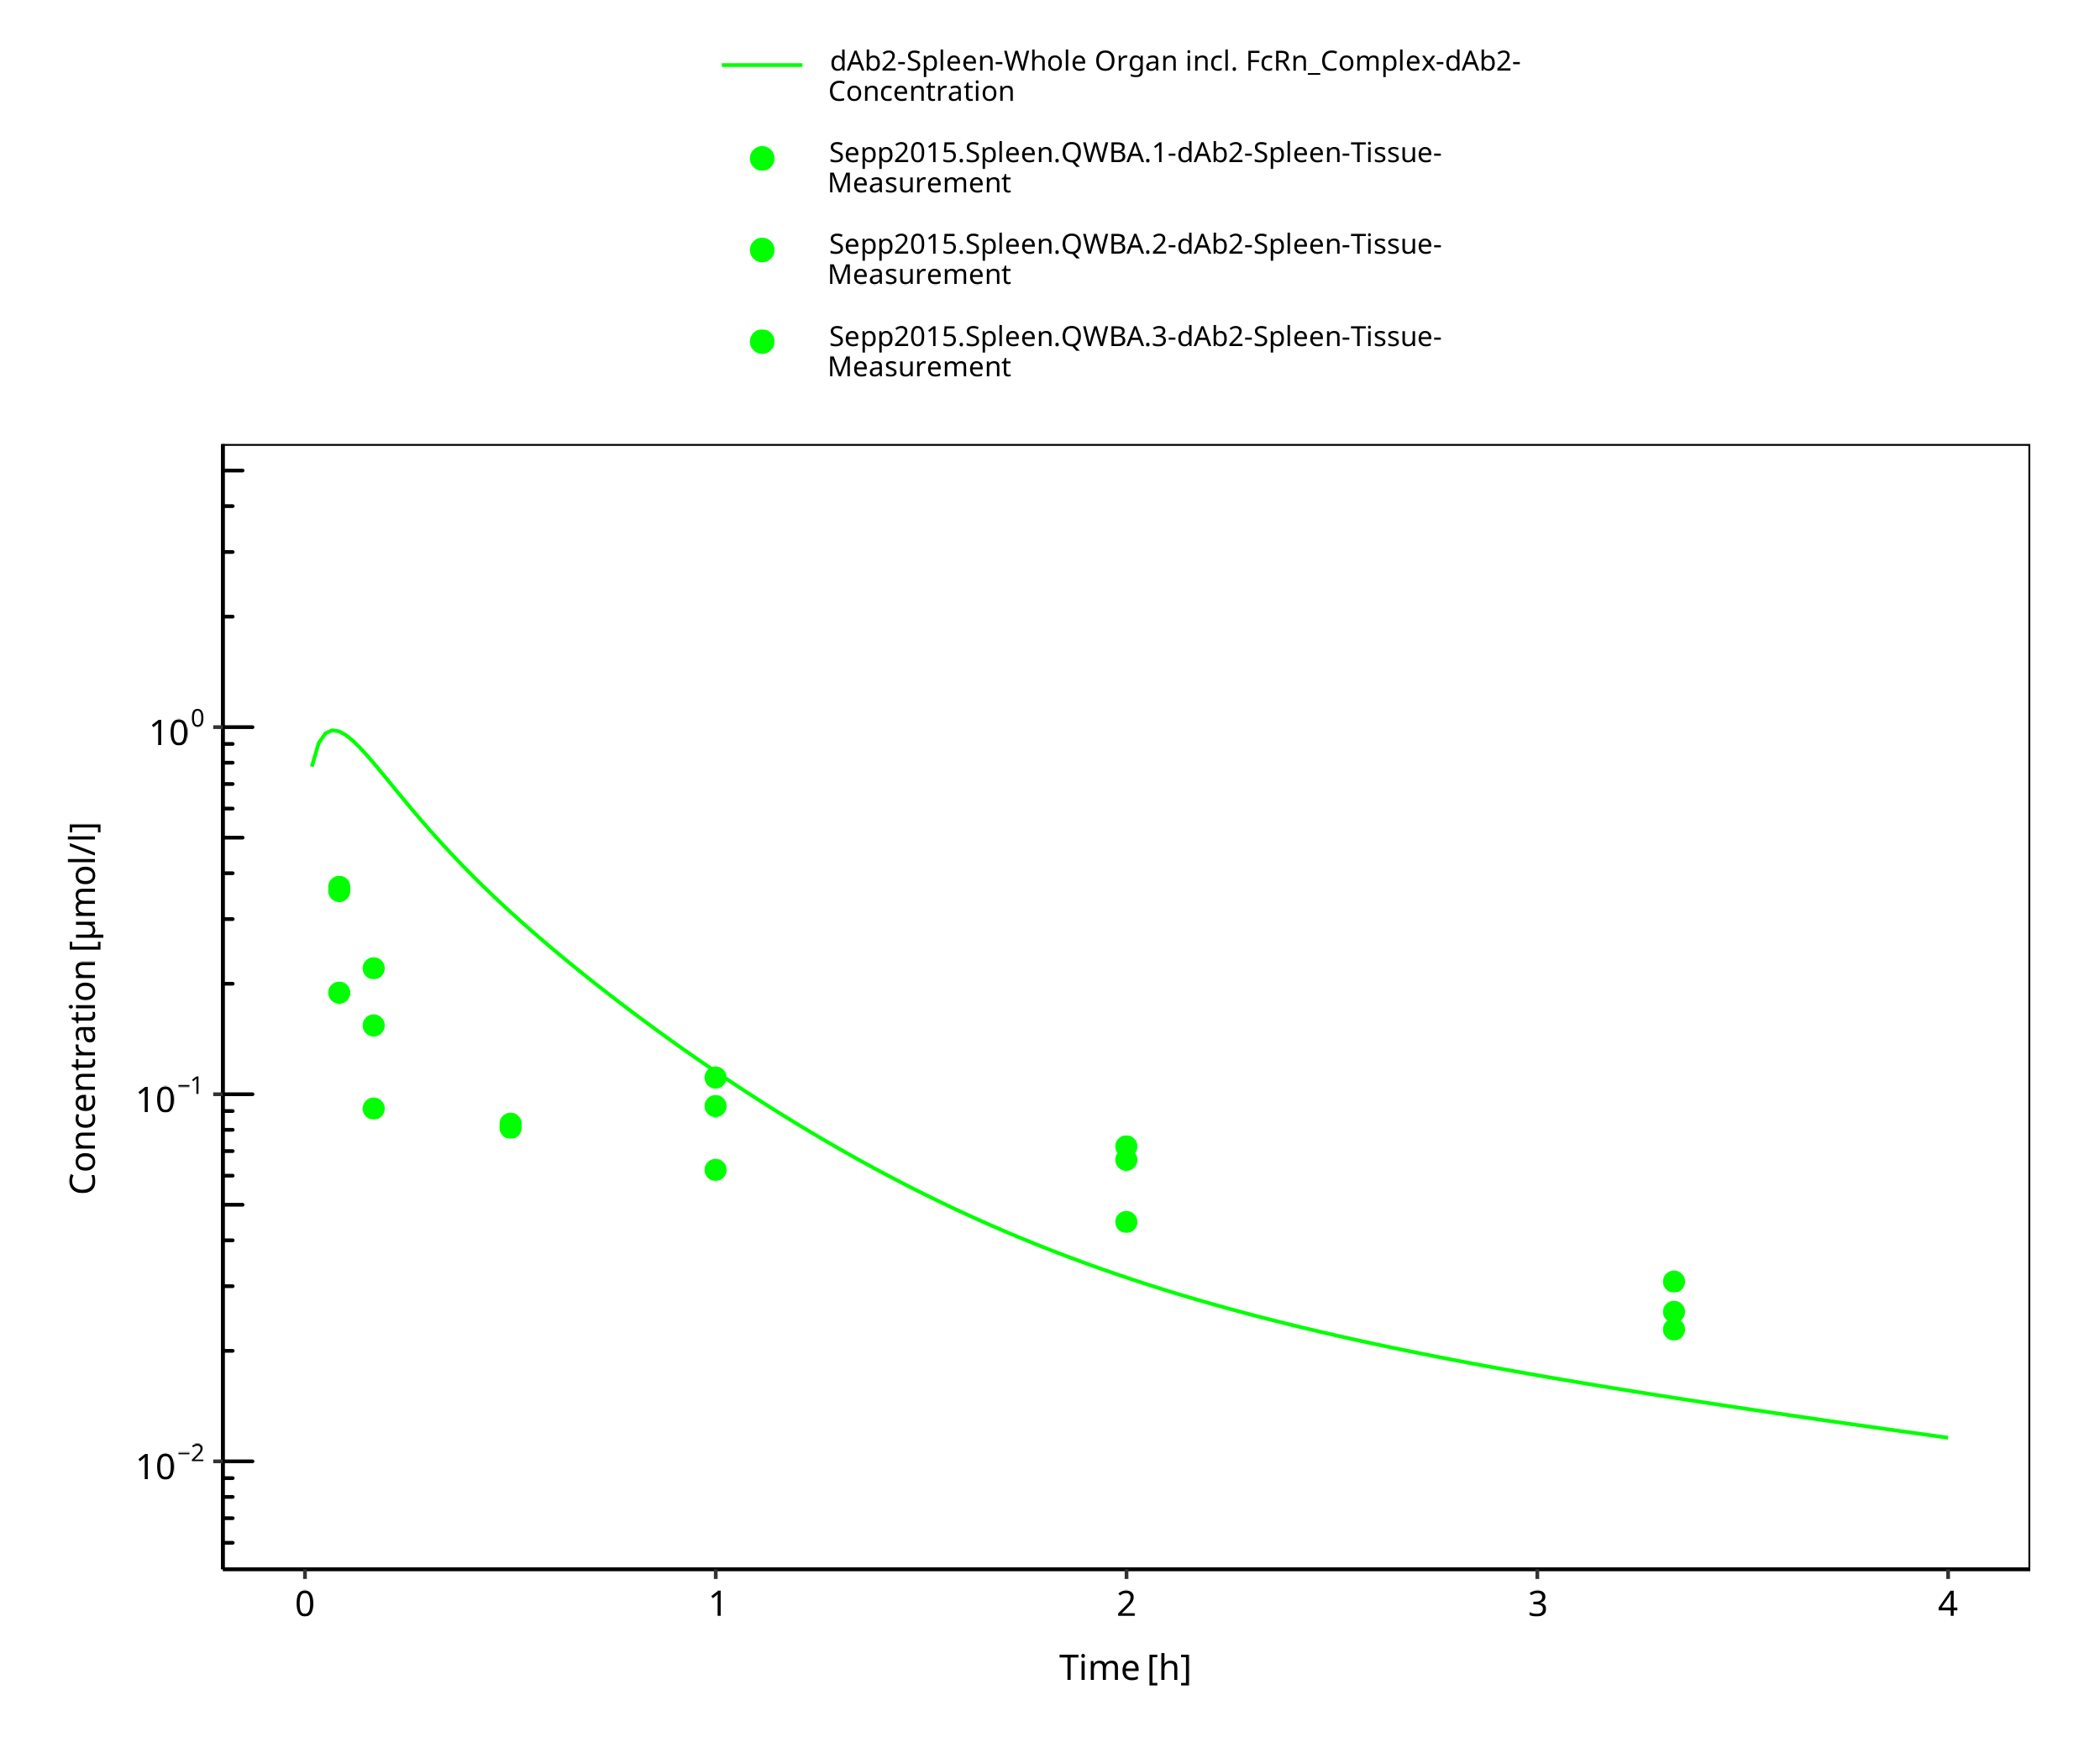 dAb2-Spleen-Whole Organ incl. FcRn_Complex-dAb2-
Concentration
Sepp2015.Spleen.QWBA.1-dAb2-Spleen-Tissue-
Measurement
Sepp2015.Spleen.QWBA.2-dAb2-Spleen-Tissue-
Measurement
Sepp2015.Spleen.QWBA.3-dAb2-Spleen-Tissue-
Measurement
Concentration [µmol/l]
10⁰
10⁻¹
10⁻²
0 1 2 3 4
Time [h]